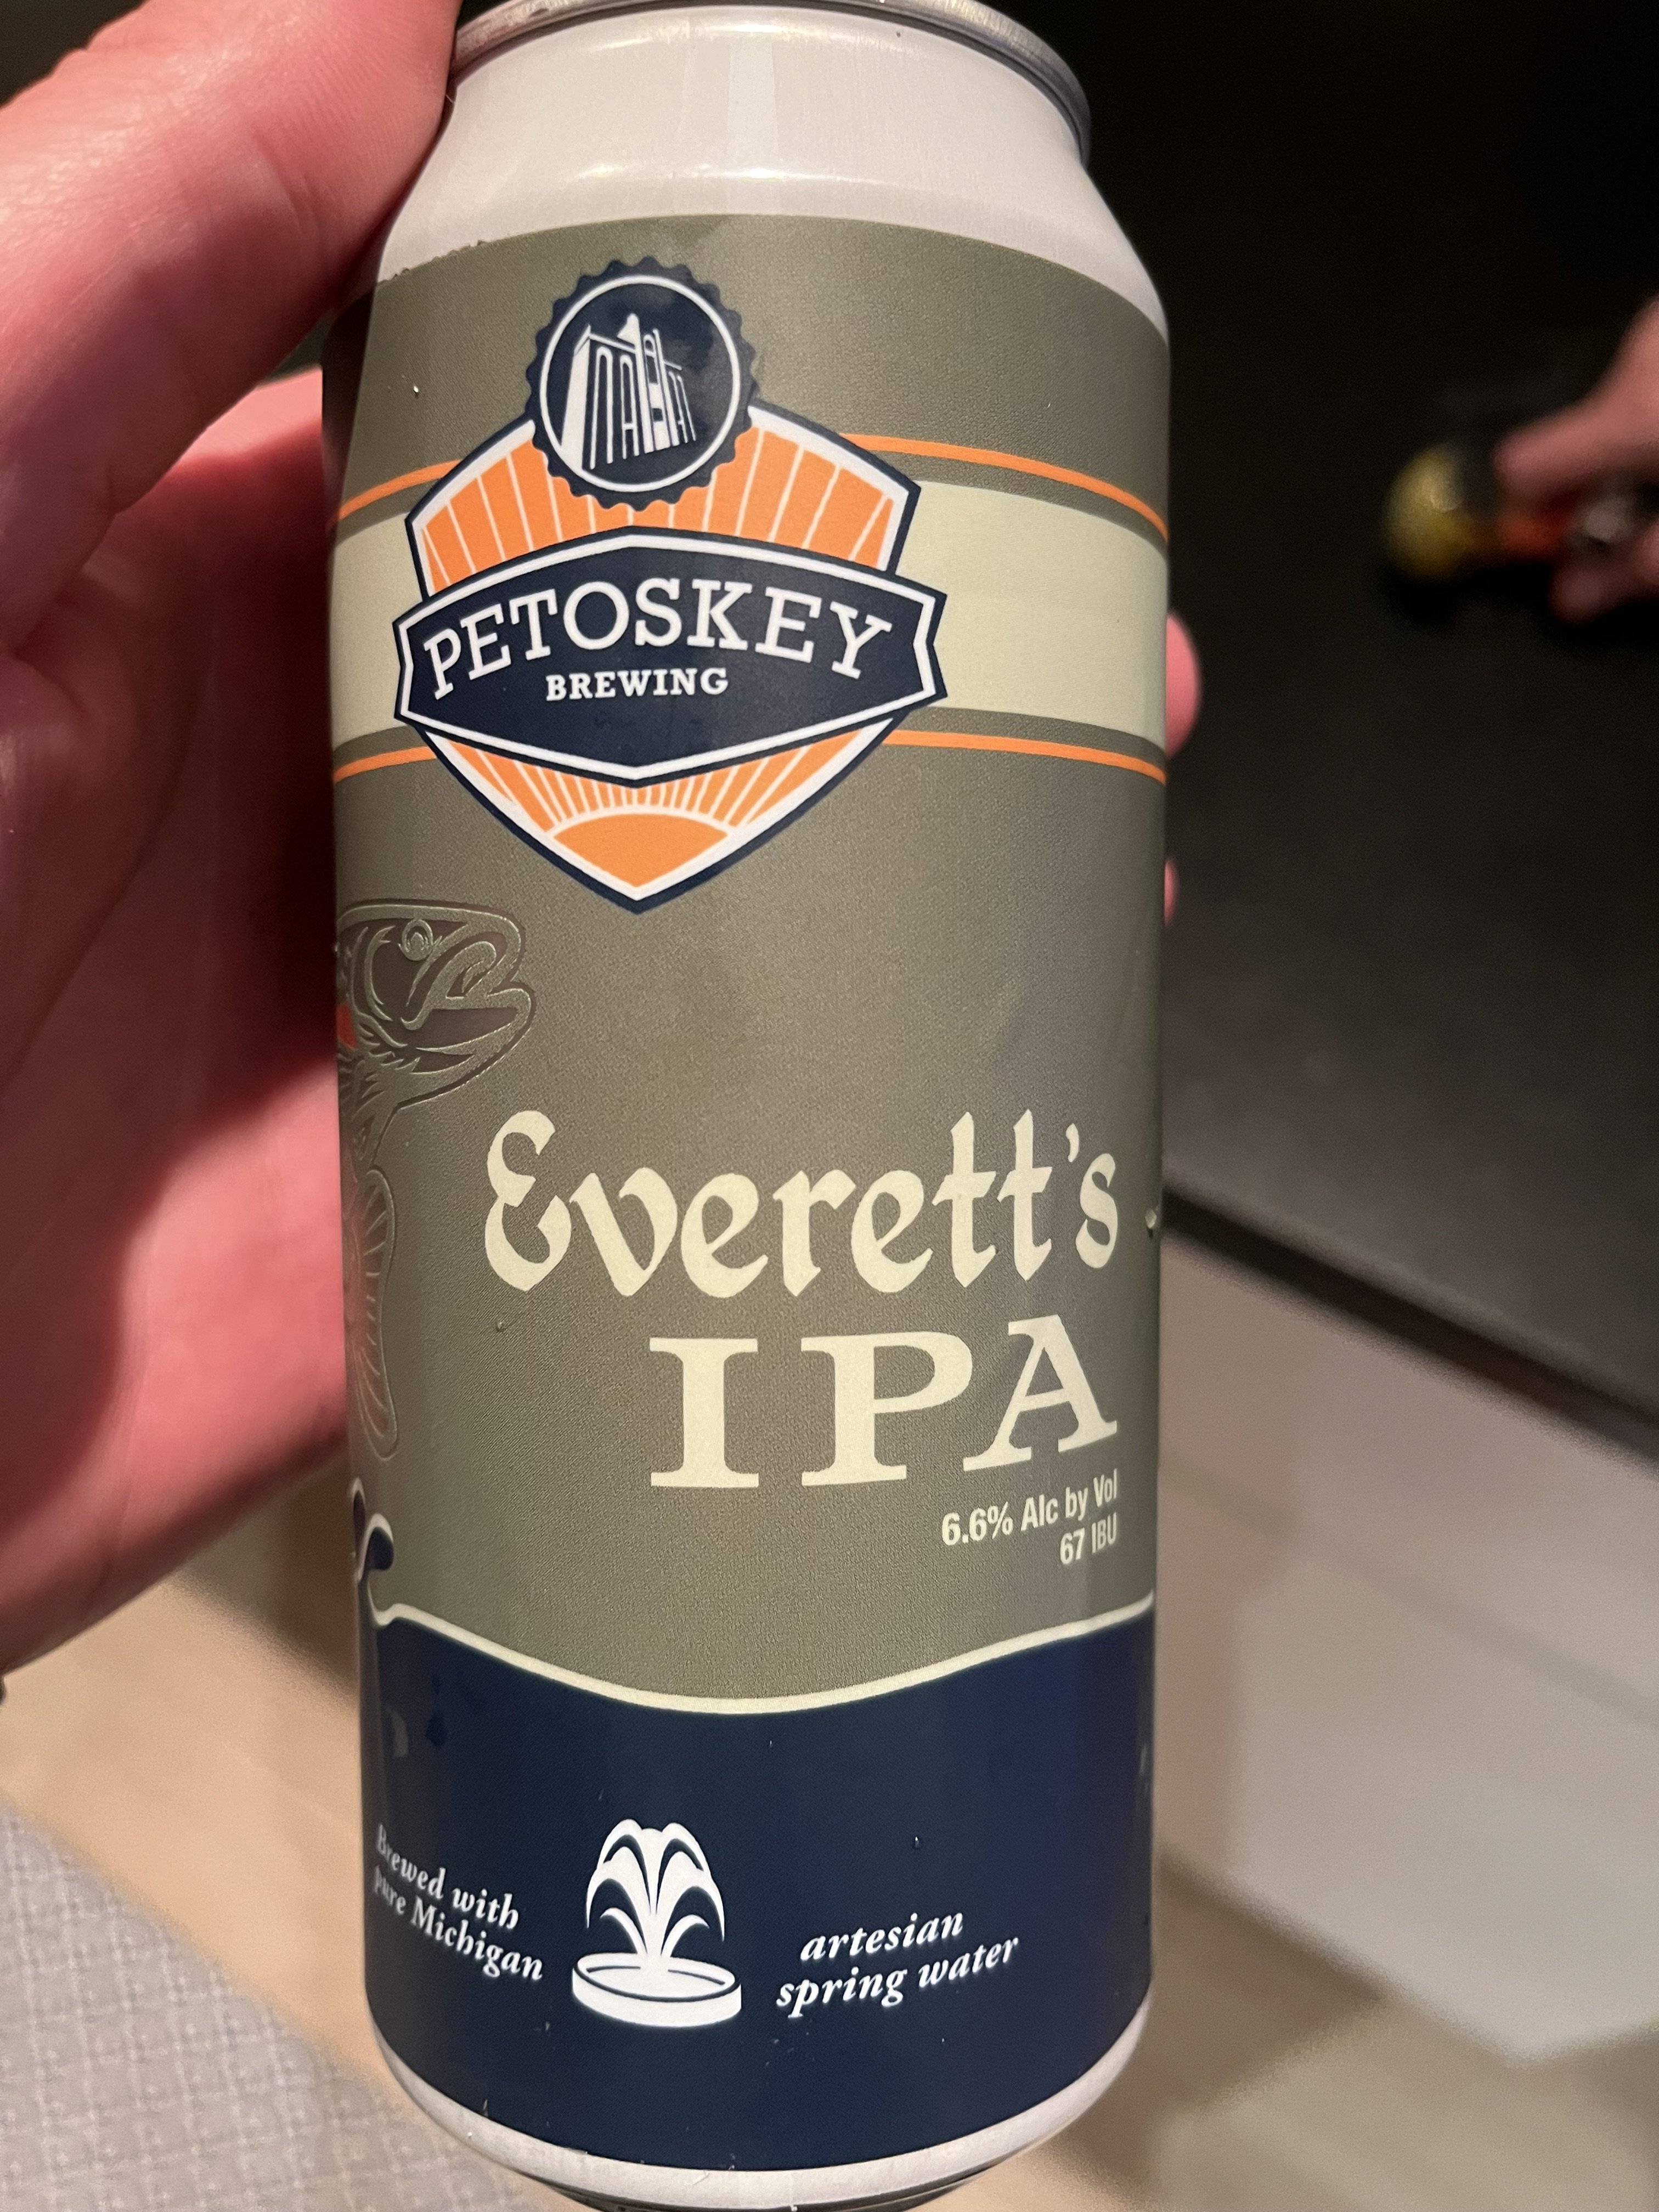 PETOSKEY
BREWING
Everett's
IPA
6.6% Alc by Vol
67 IBU
Brewed with
pure Michigan
artesian
spring water